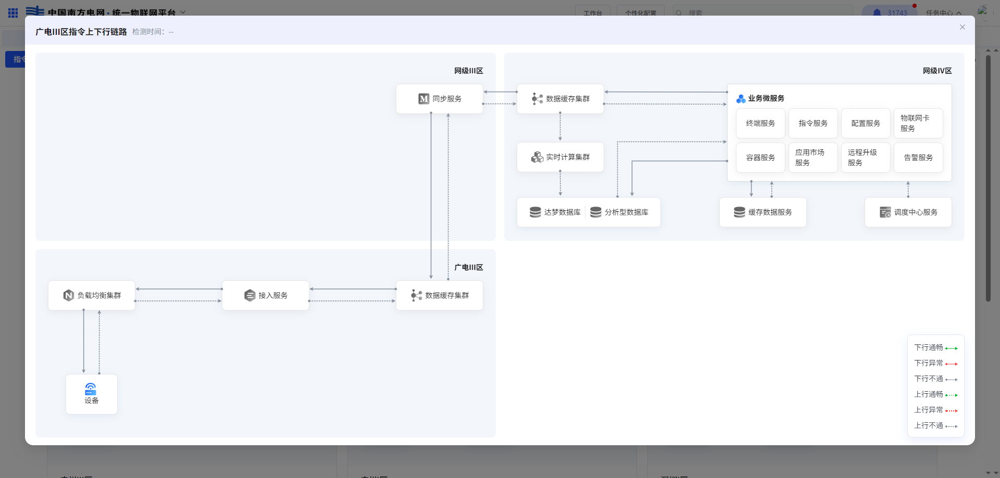 中国南方电网·统一物联网平台
工作台
个性化配置
搜索
31743
任务中心
指令
广电III区指令上下行链路 检测时间：--
网级III区
网级IV区
同步服务
数据缓存集群
业务微服务
终端服务
指令服务
配置服务
物联网卡
服务
实时计算集群
容器服务
应用市场
服务
远程升级
服务
告警服务
达梦数据库
分析型数据库
缓存数据服务
调度中心服务
广电III区
负载均衡集群
接入服务
数据缓存集群
设备
下行通畅
下行异常
下行不通
上行通畅
上行异常
上行不通